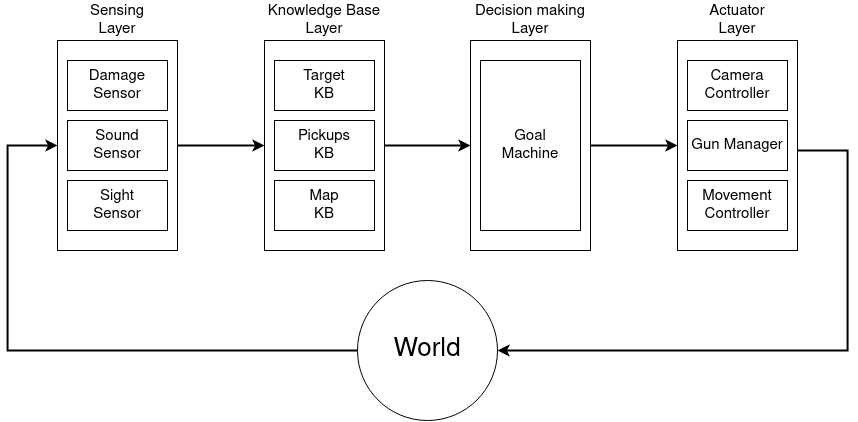 Sensing
Layer
Knowledge Base
Layer
Decision making
Layer
Actuator
Layer
Damage
Sensor
Sound
Sensor
Sight
Sensor
Target
KB
Pickups
KB
Map
KB
Goal
Machine
Camera
Controller
Gun Manager
Movement
Controller
World